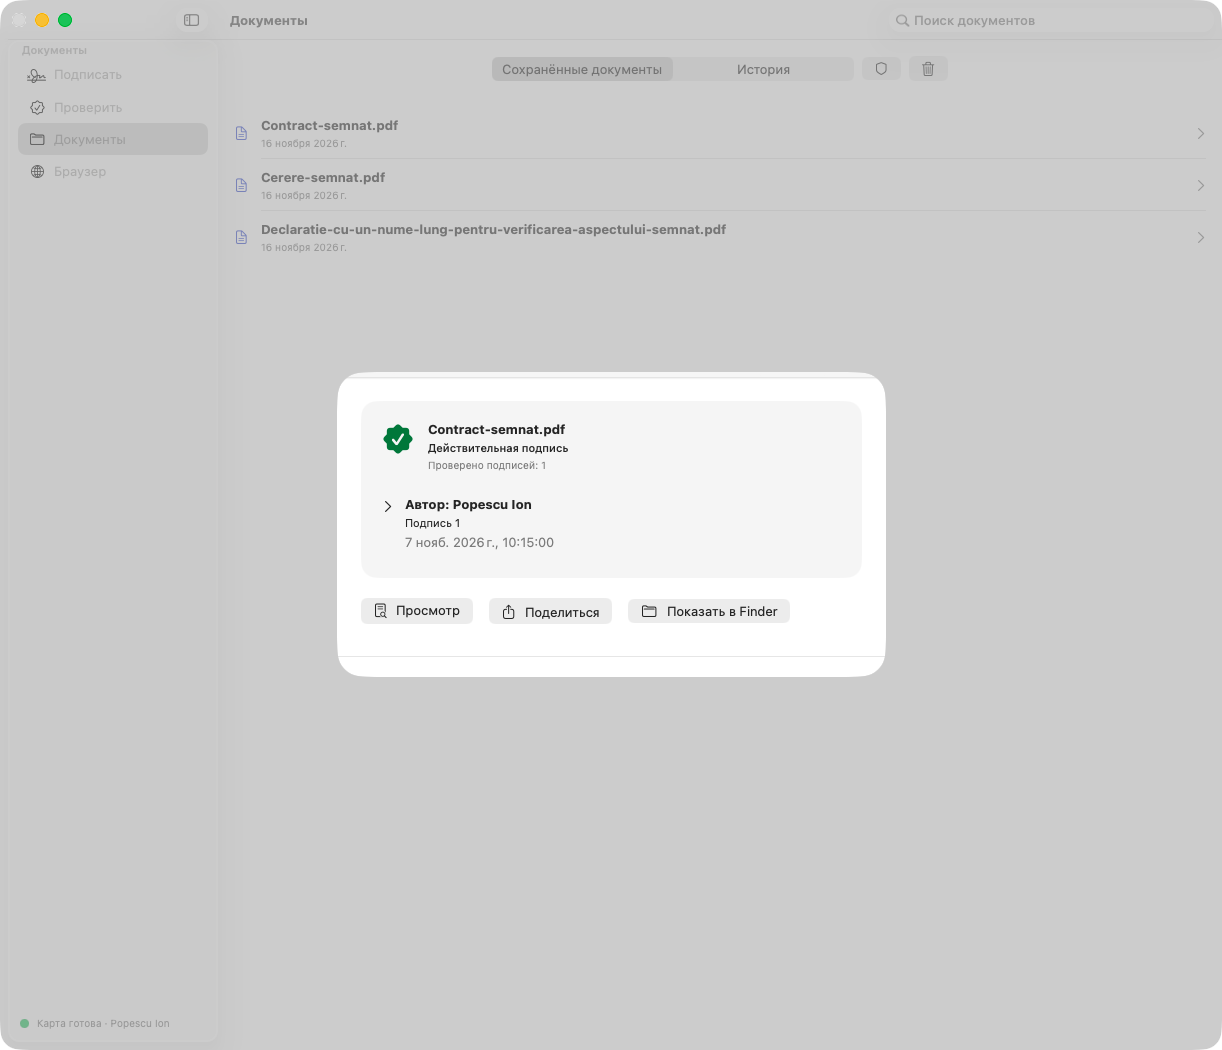 Документы
Поиск документов
Документы
Подписать
Проверить
Документы
Браузер
Сохранённые документы
История
Contract-semnat.pdf
16 ноября 2026 г.
Cerere-semnat.pdf
16 ноября 2026 г.
Declaratie-cu-un-nume-lung-pentru-verificarea-aspectului-semnat.pdf
16 ноября 2026 г.
Contract-semnat.pdf
Действительная подпись
Проверено подписей: 1
Автор: Popescu Ion
Подпись 1
7 нояб. 2026 г., 10:15:00
Просмотр
Поделиться
Показать в Finder
Карта готова · Popescu Ion